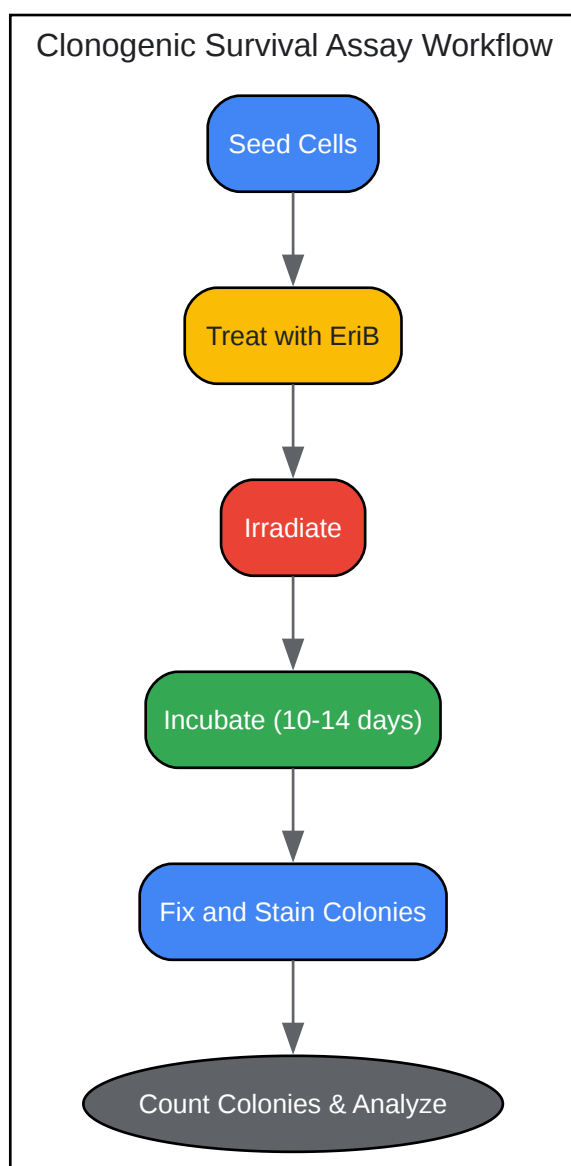 Clonogenic Survival Assay Workflow
Seed Cells
Treat with EriB
Irradiate
Incubate (10-14 days)
Fix and Stain Colonies
Count Colonies & Analyze